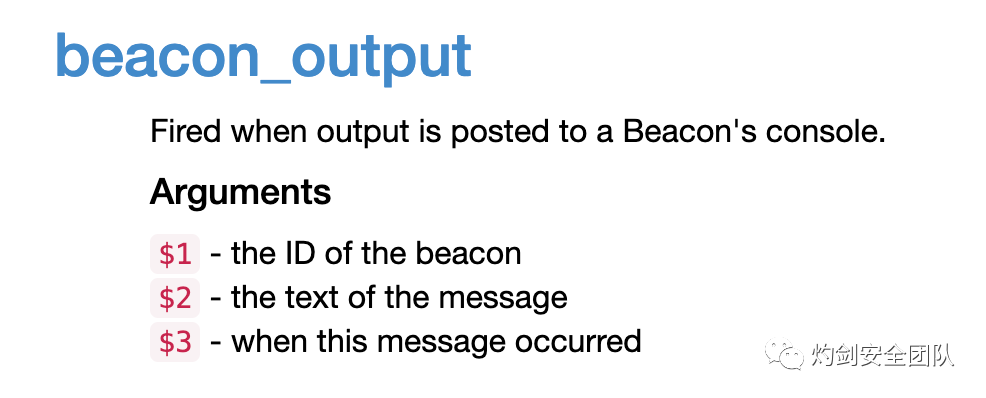 beacon_output
Fired when output is posted to a Beacon's console.
Arguments
$1 - the ID of the beacon
$2 - the text of the message
$3 - when this message occurred
灼剑安全团队